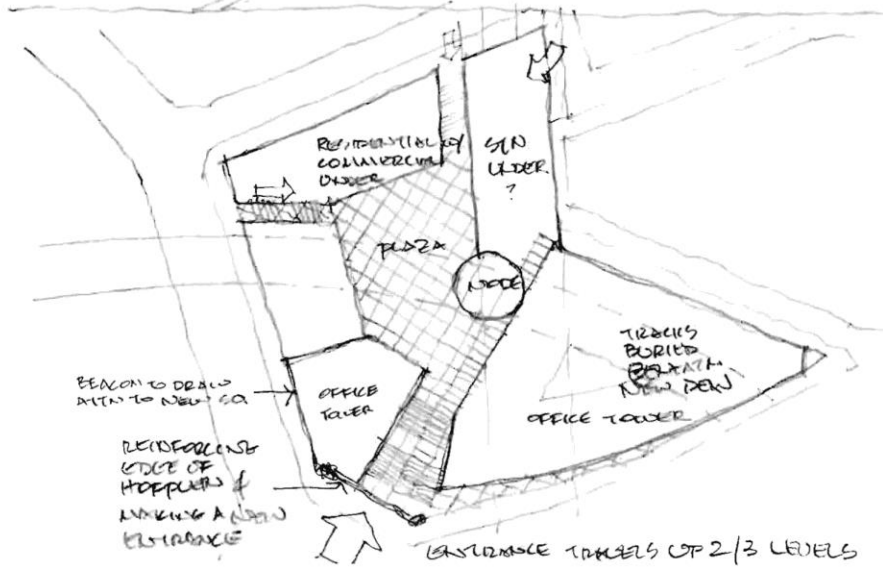 RESIDENTIAL W/
COMMERCIAL
UNDER
STN
UNDER
?
PLAZA
NODE
TRACKS
BURIED
BENEATH
NEW DEV
OFFICE TOWER
BEACON TO DRAW
ATTN TO NEW SQ.
OFFICE
TOWER
REINFORCING
EDGE OF
&
MAKING A NEW
ENTRANCE
ENTRANCE TRAVELS UP 2/3 LEVELS